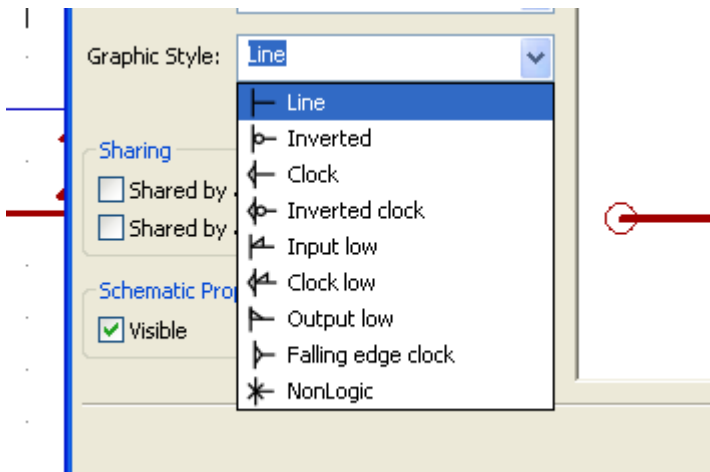 Graphic Style: Line
Line
Inverted
Clock
Inverted clock
Input low
Clock low
Output low
Falling edge clock
NonLogic
Sharing
Shared by
Shared by
Schematic
Visible